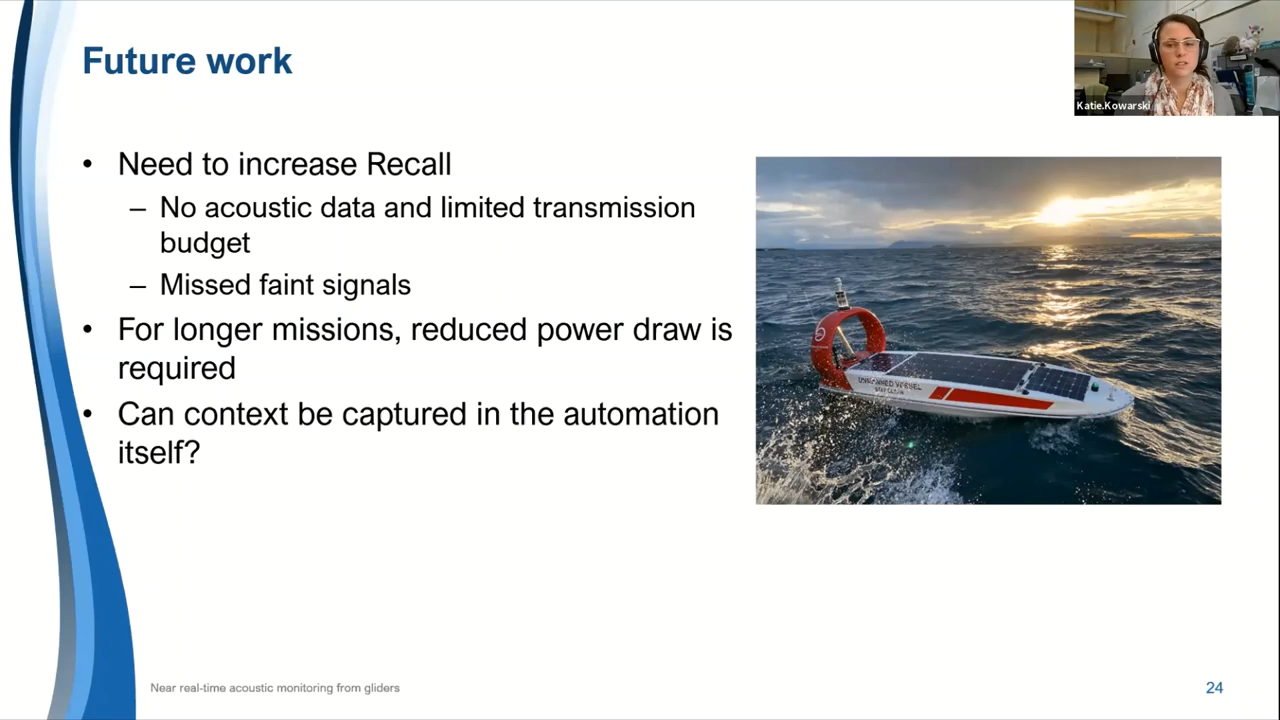 Future work
Katie.Kowarski
• Need to increase Recall
– No acoustic data and limited transmission
budget
– Missed faint signals
• For longer missions, reduced power draw is
required
• Can context be captured in the automation
itself?
UNMANNED VESSEL
Near real-time acoustic monitoring from gliders
24